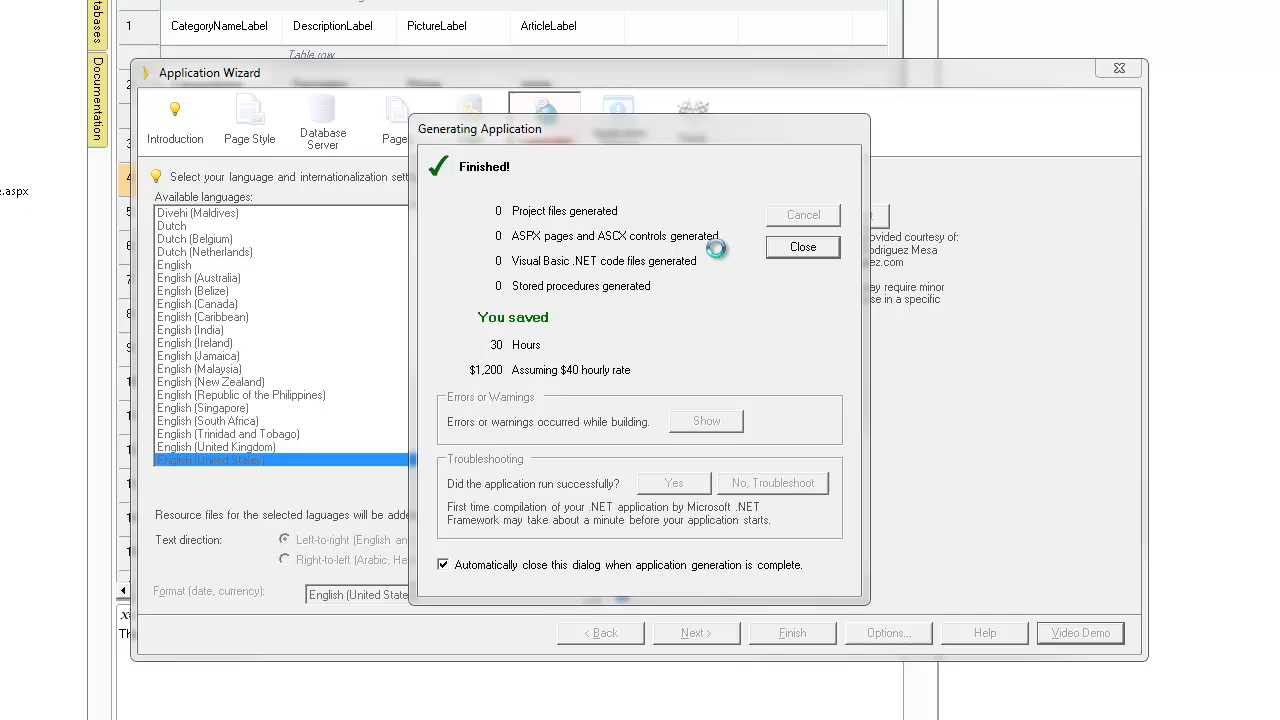 tabases
Documentation
1
CategoryNameLabel
DescriptionLabel
PictureLabel
ArticleLabel
Table row
Application Wizard
Introduction
Page Style
Database
Server
Page
Select your language and internationalization sett
Available languages:
Divehi (Maldives)
Dutch
Dutch (Belgium)
Dutch (Netherlands)
English
English (Australia)
English (Belize)
English (Canada)
English (Caribbean)
English (India)
English (Ireland)
English (Jamaica)
English (Malaysia)
English (New Zealand)
English (Republic of the Philippines)
English (Singapore)
English (South Africa)
English (Trinidad and Tobago)
English (United Kingdom)
English (United States)
Resource files for the selected laguages will be adde
Text direction:
Left-to-right (English an
Right-to-left (Arabic, He
Format (date, currency):
English (United State
e.aspx
Generating Application
Finished!
0 Project files generated
0 ASPX pages and ASCX controls generated
0 Visual Basic .NET code files generated
0 Stored procedures generated
Cancel
Close
You saved
30 Hours
$1,200 Assuming $40 hourly rate
Errors or Warnings
Errors or warnings occurred while building.
Show
Troubleshooting
Did the application run successfully?
Yes
No, Troubleshoot
First time compilation of your .NET application by Microsoft .NET
Framework may take about a minute before your application starts.
Automatically close this dialog when application generation is complete.
t
ovided courtesy of:
odriguez Mesa
ez.com
ay require minor
se in a specific
< Back
Next >
Finish
Options...
Help
Video Demo
Th